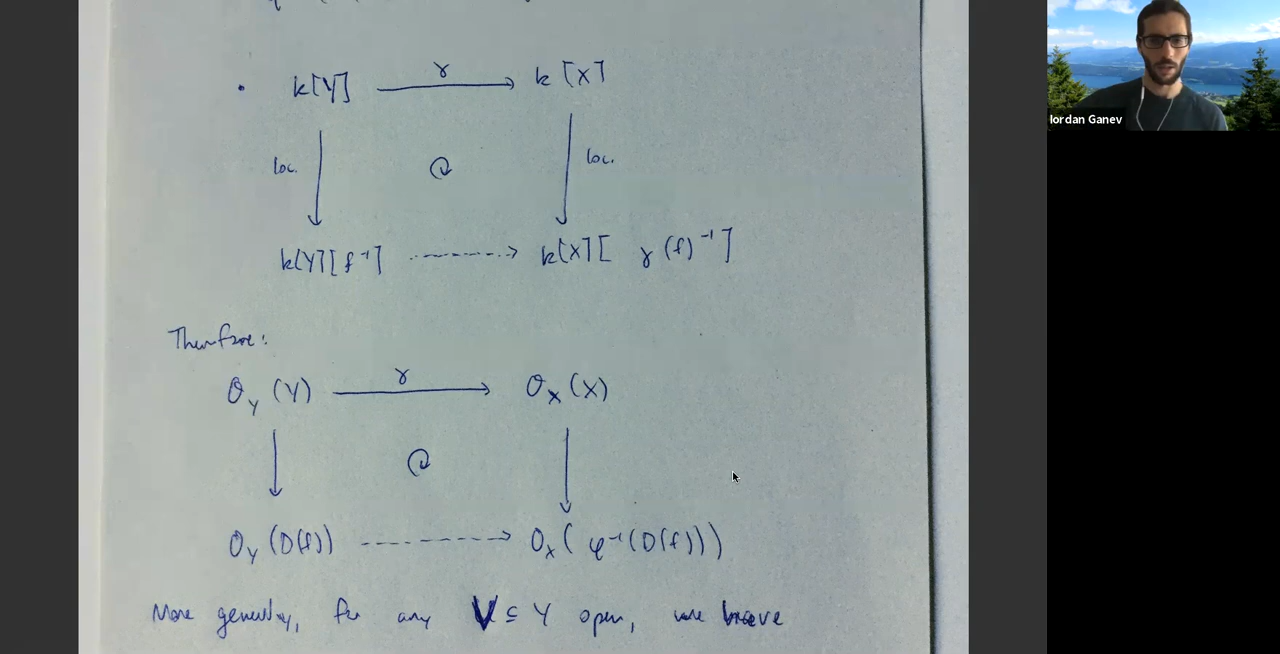 • k[Y] γ→ k[X]
loc. loc.
k[Y][f⁻¹] ⇢ k[X][ γ(f)⁻¹]
Therefore:
𝒪_Y (Y) γ→ 𝒪_X (X)
𝒪_Y (D(f)) ⇢ 𝒪_X ( φ⁻¹(D(f)))
More generally, for any V ⊆ Y open, we have
Iordan Ganev